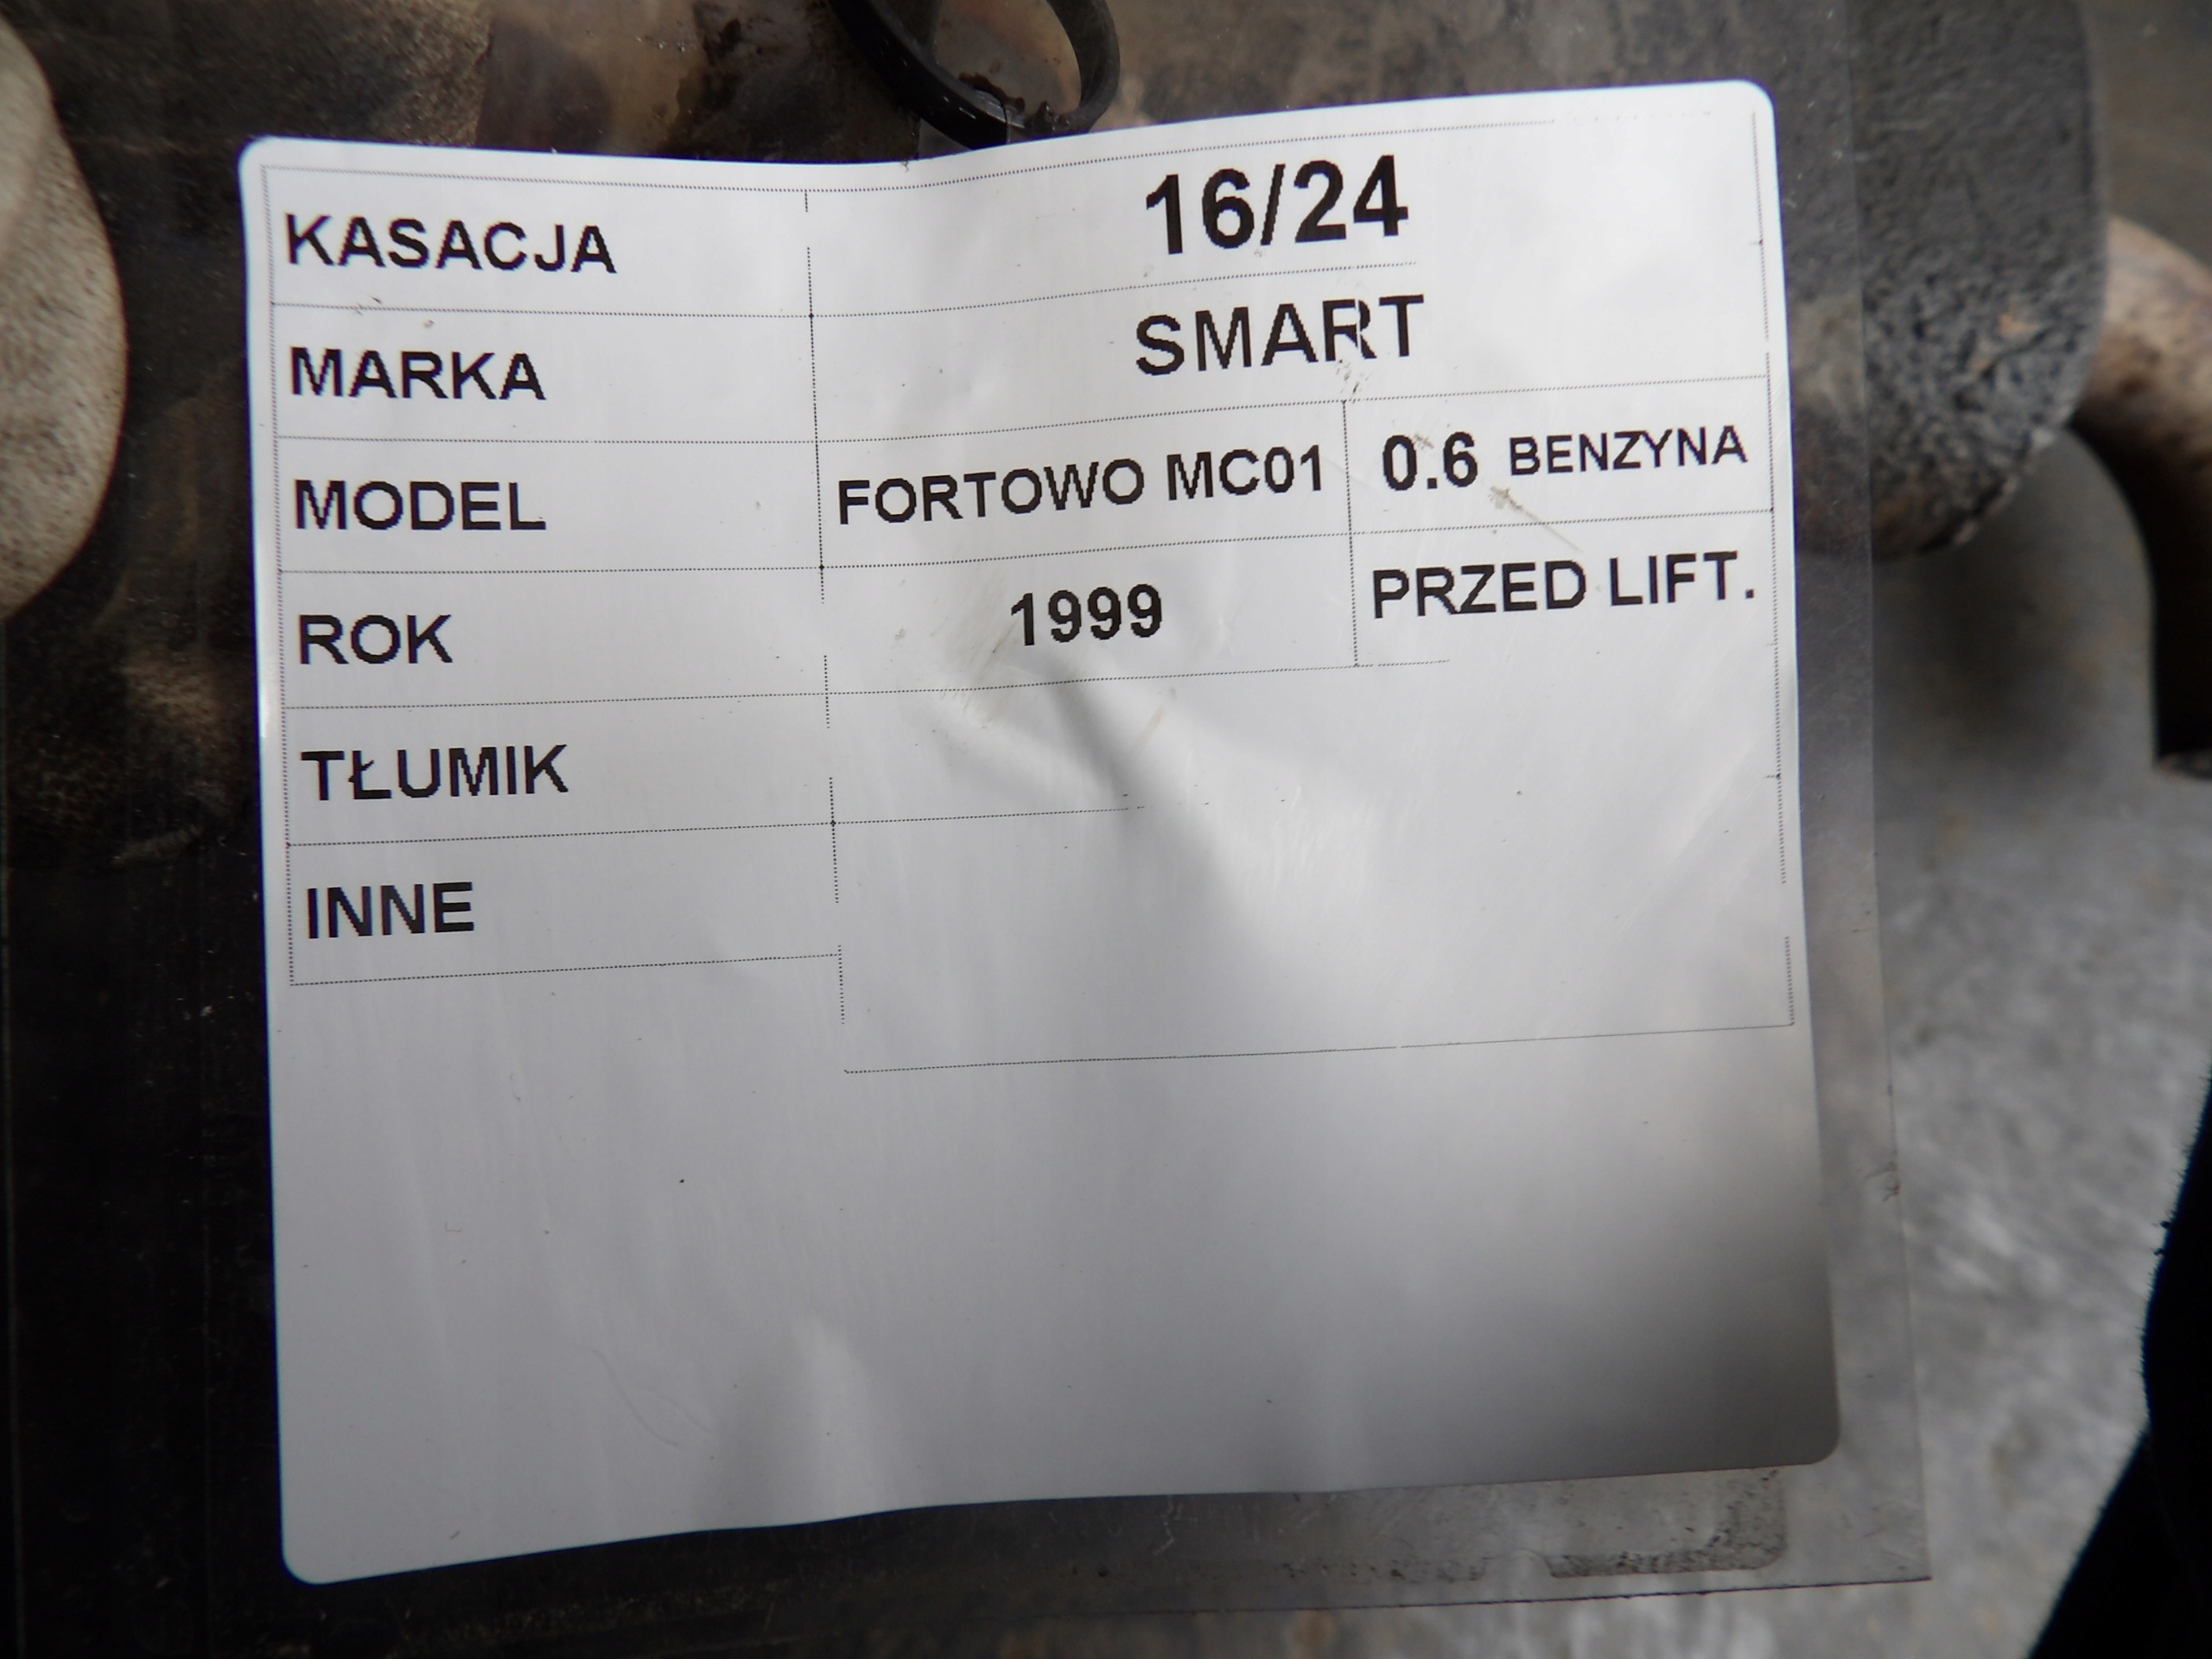 KASACJA 16/24
MARKA SMART
MODEL FORTOWO MC01 0.6 BENZYNA
ROK 1999 PRZED LIFT.
TŁUMIK
INNE